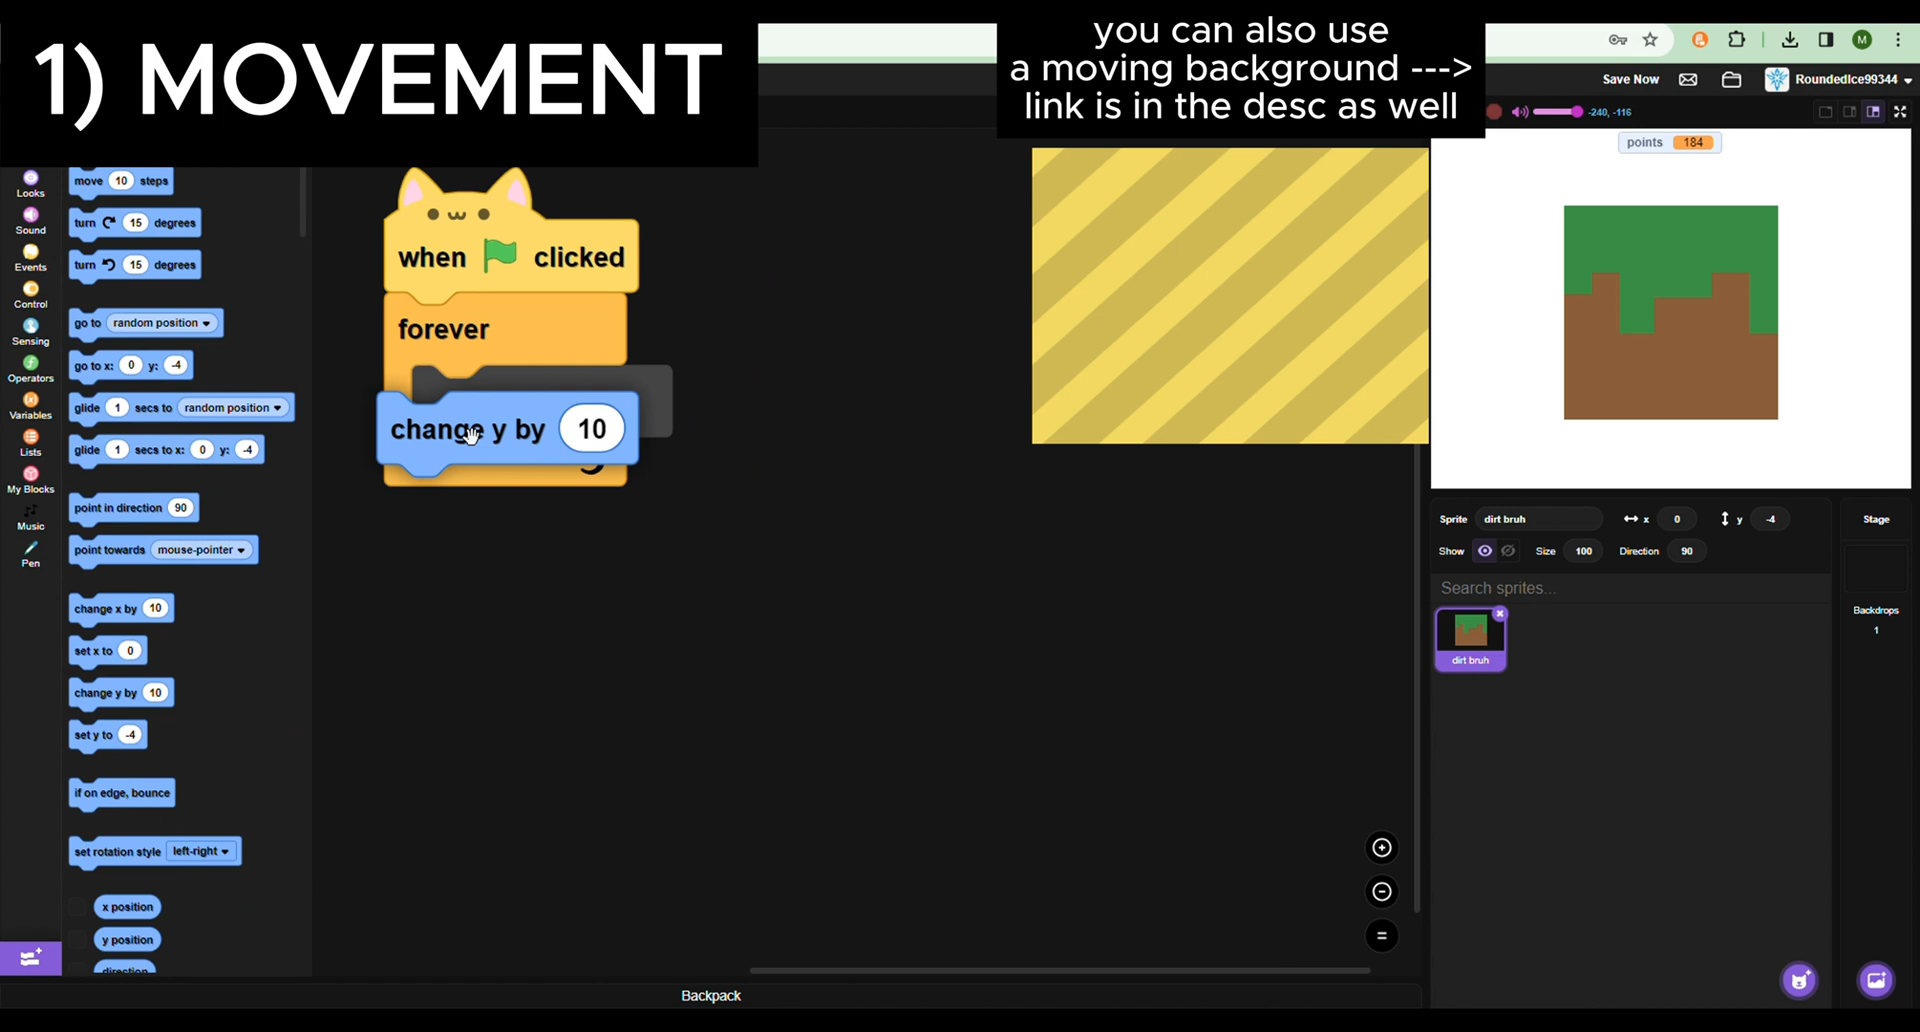 1) MOVEMENT
you can also use
a moving background --->
link is in the desc as well
M
Save Now
RoundedIce99344
-240, -116
points 184
Looks
Sound
Events
Control
Sensing
Operators
Variables
Lists
My Blocks
Music
Pen
move 10 steps
turn 15 degrees
turn 15 degrees
go to random position
go to x: 0 y: -4
glide 1 secs to random position
glide 1 secs to x: 0 y: -4
point in direction 90
point towards mouse-pointer
change x by 10
set x to 0
change y by 10
set y to -4
if on edge, bounce
set rotation style left-right
x position
y position
direction
when clicked
forever
change y by 10
Sprite dirt bruh x 0 y -4
Show Size 100 Direction 90
Search sprites...
dirt bruh
Stage
Backdrops
1
Backpack